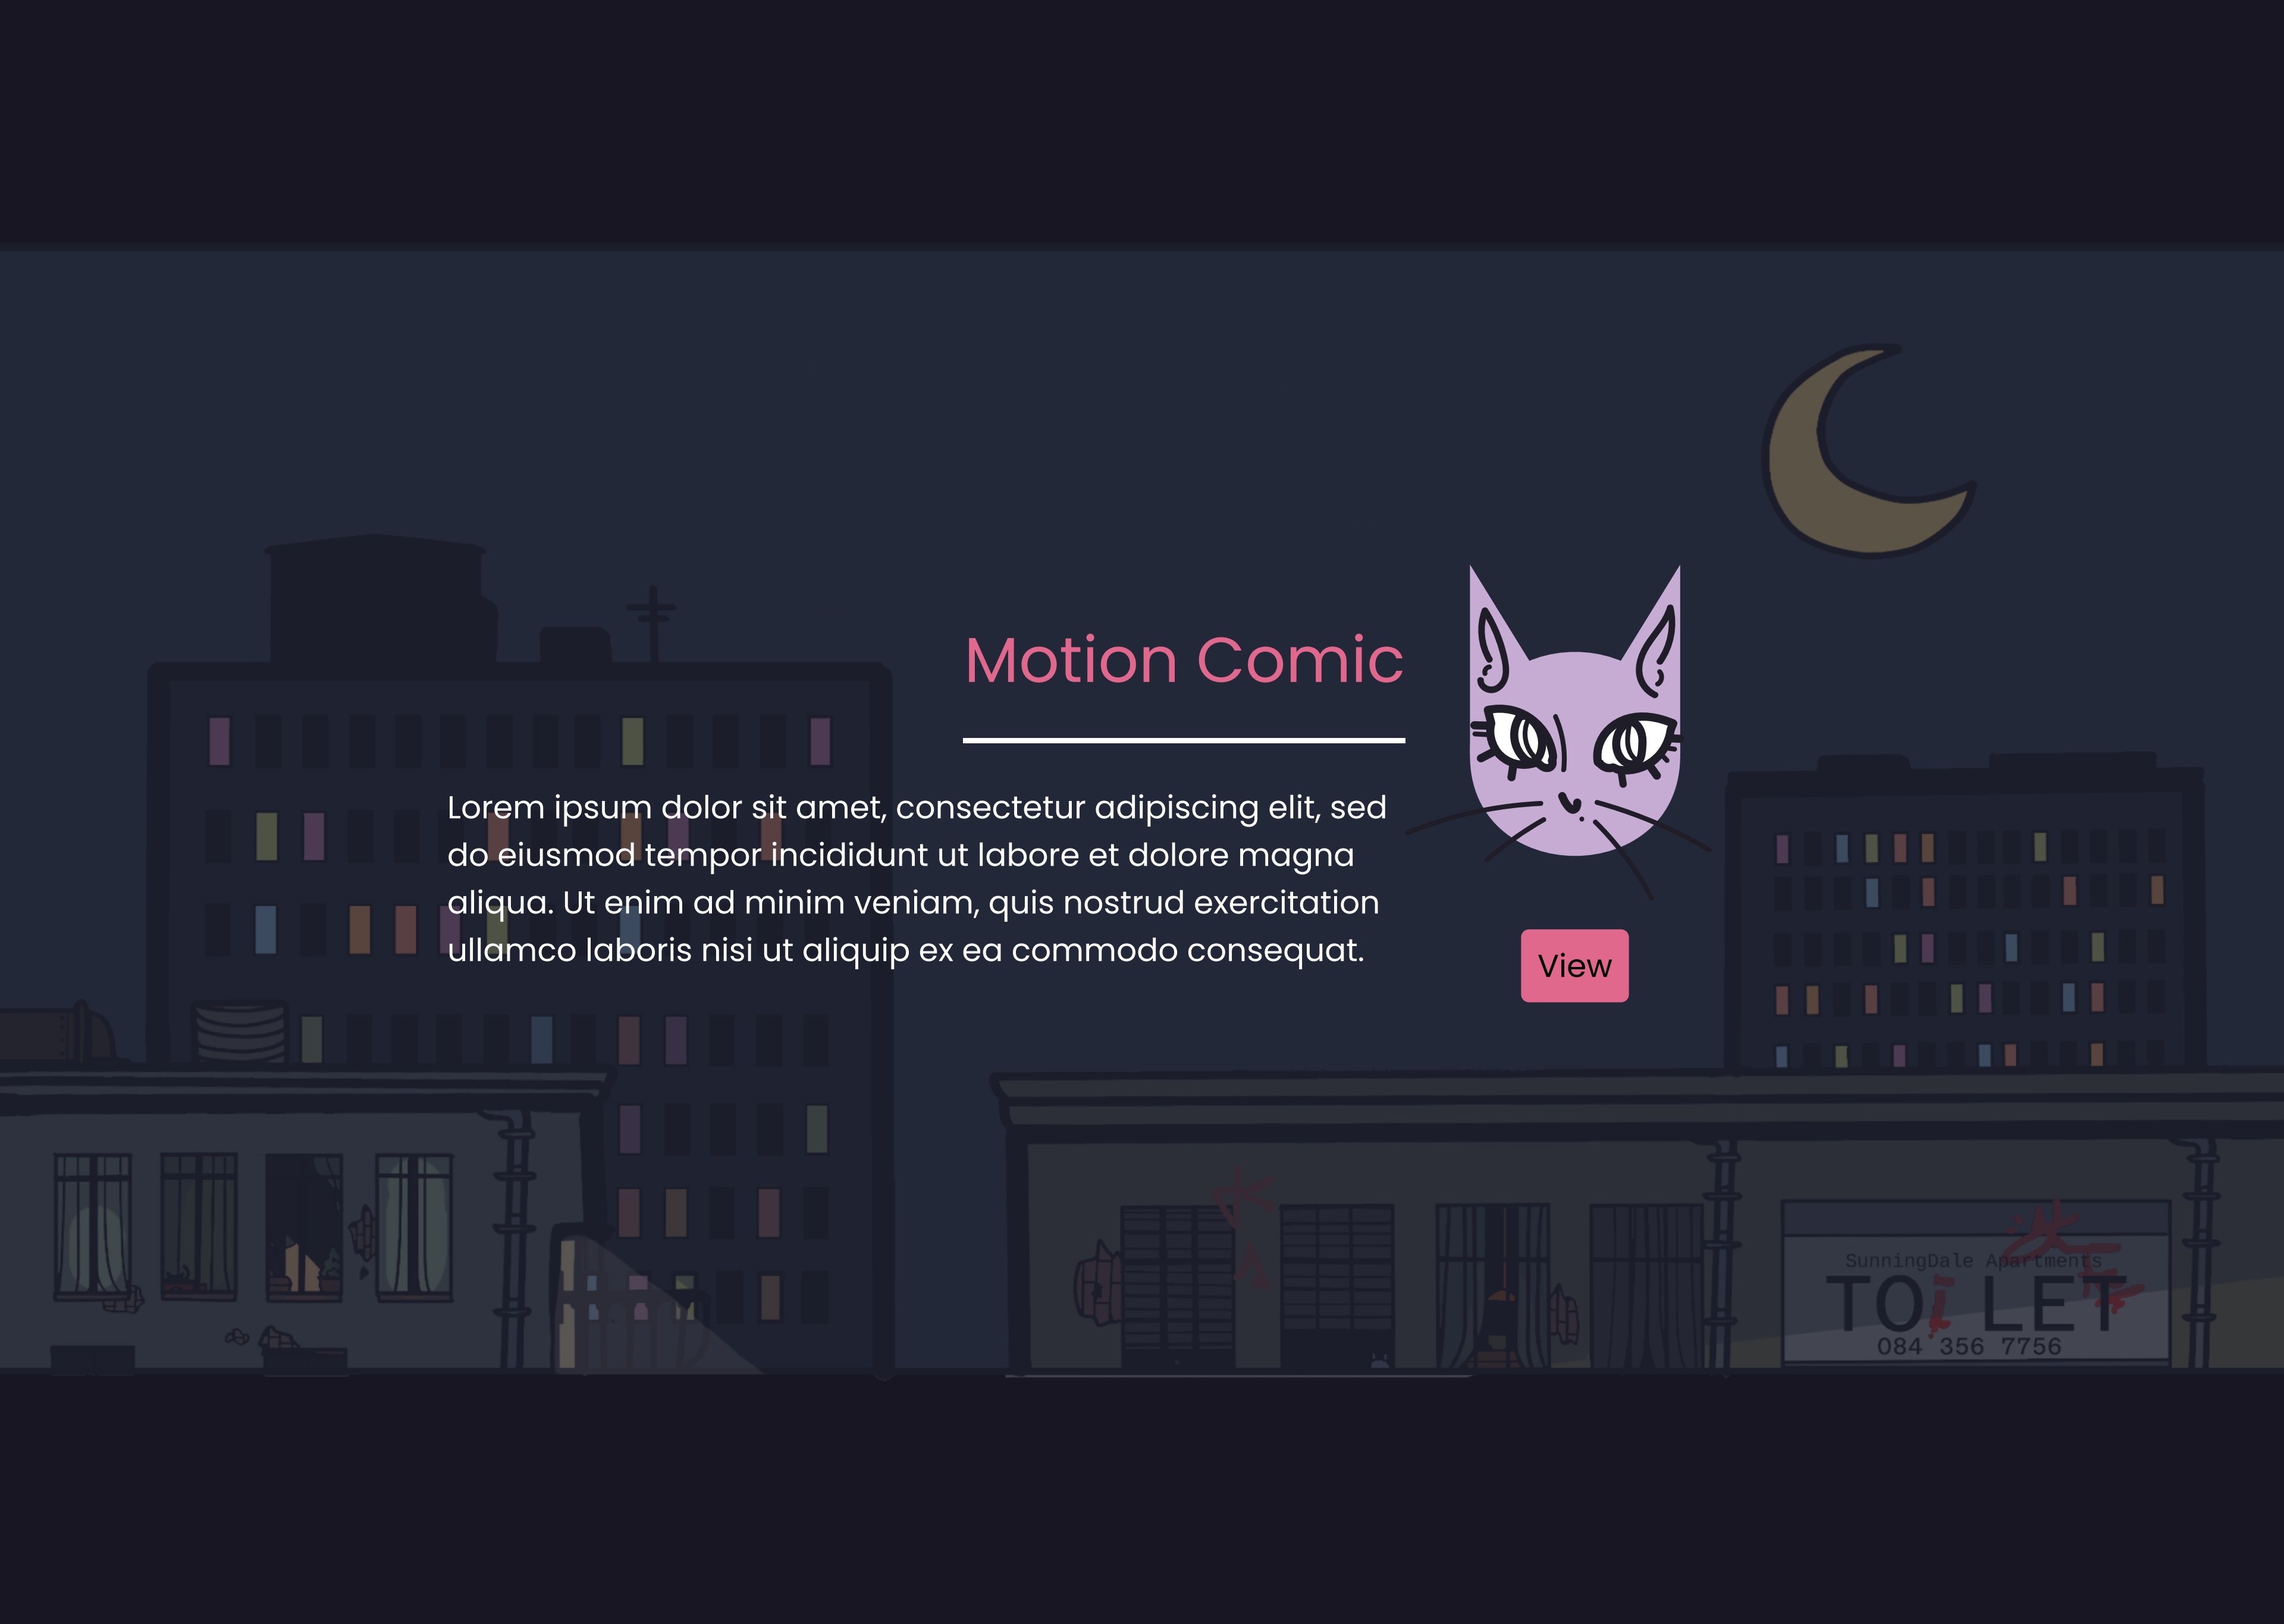 Motion Comic
Lorem ipsum dolor sit amet, consectetur adipiscing elit, sed
do eiusmod tempor incididunt ut labore et dolore magna
aliqua. Ut enim ad minim veniam, quis nostrud exercitation
ullamco laboris nisi ut aliquip ex ea commodo consequat.
View
SunningDale Apartments
TOi LET
084 356 7756